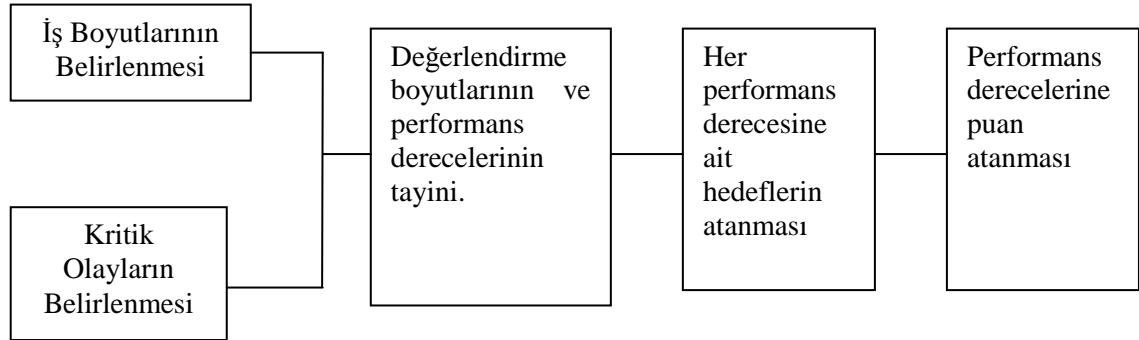 İş Boyutlarının
Belirlenmesi
Kritik
Olayların
Belirlenmesi
Değerlendirme
boyutlarının ve
performans
derecelerinin
tayini.
Her
performans
derecesine
ait
hedeflerin
atanması
Performans
derecelerine
puan
atanması